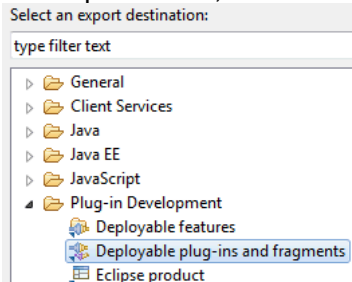 Select an export destination:
type filter text
General
Client Services
Java
Java EE
JavaScript
Plug-in Development
Deployable features
Deployable plug-ins and fragments
Eclipse product